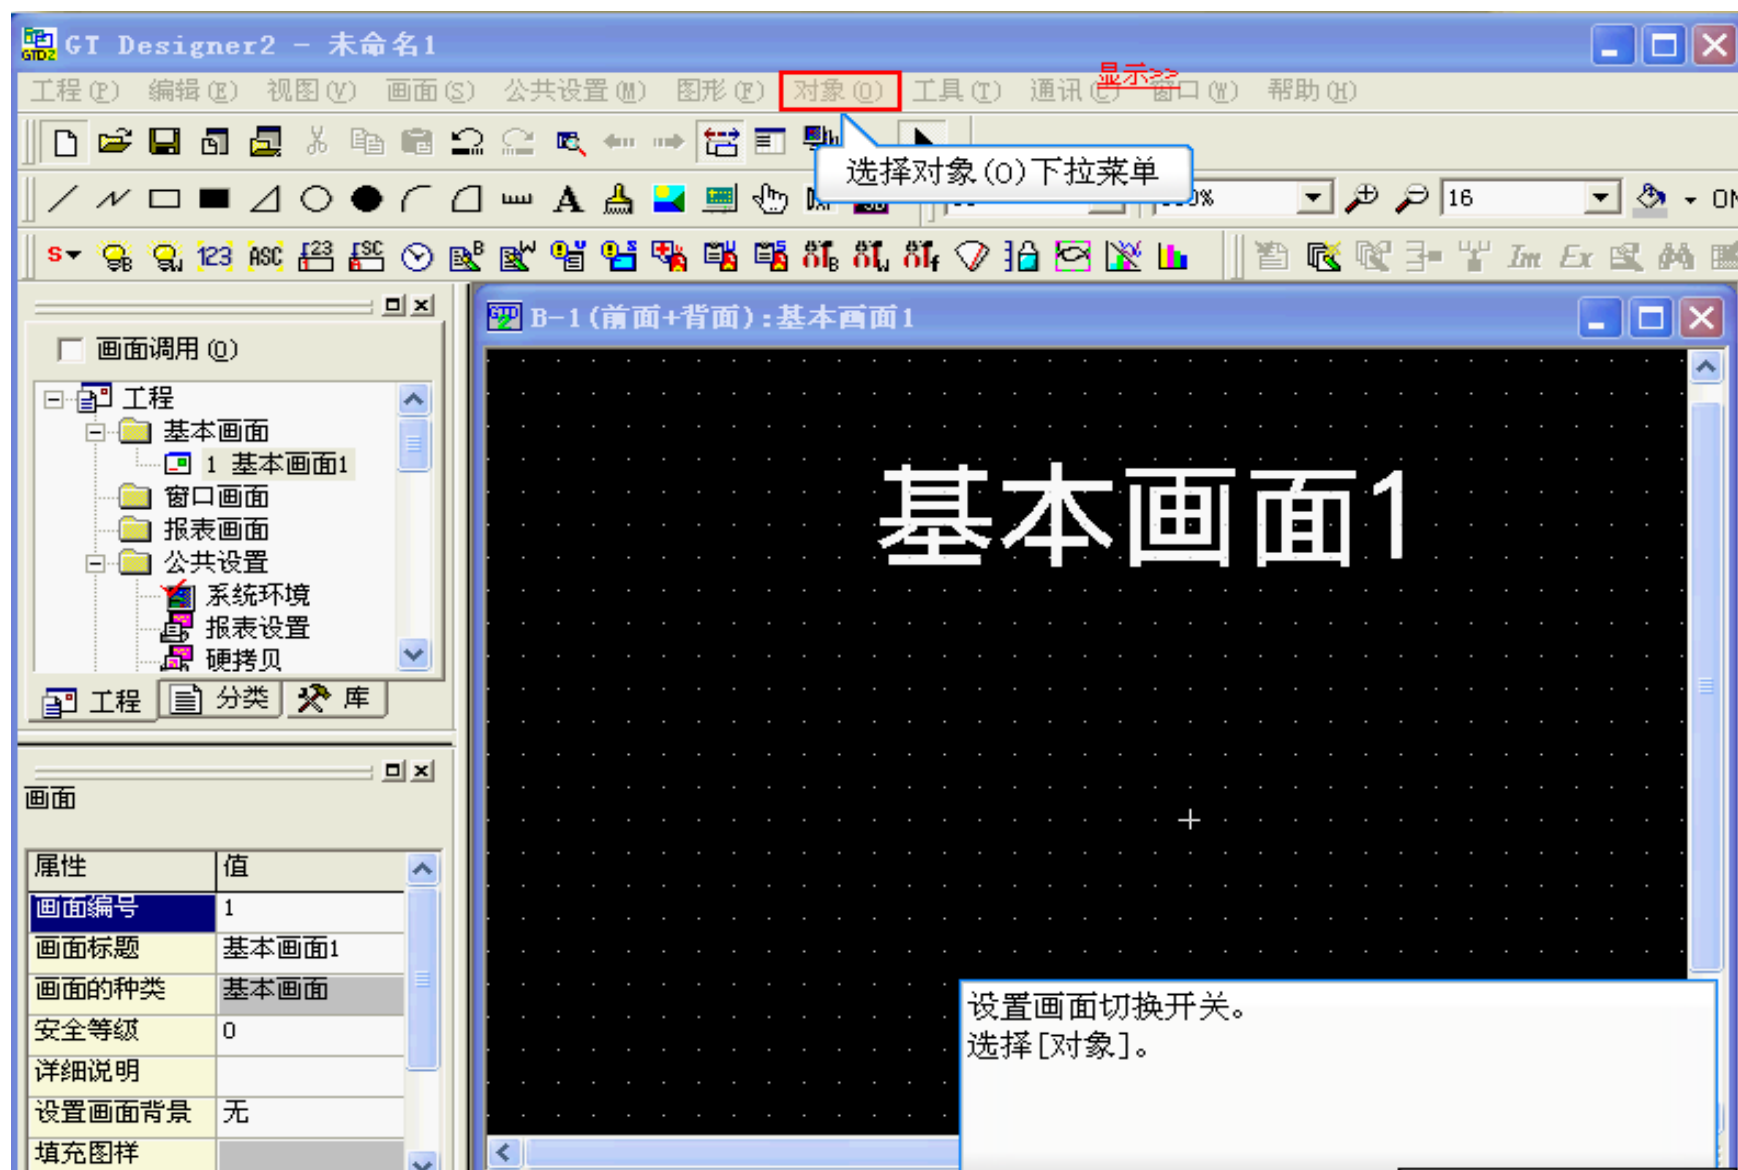 GT Designer2 - 未命名1
工程(P) 编辑(E) 视图(V) 画面(S) 公共设置(M) 图形(F) 对象(O) 工具(T) 通讯(C) 窗口(W) 帮助(H)
显示>>
选择对象(O)下拉菜单
16
ON
B-1(前面+背面):基本画面1
画面调用(O)
工程
基本画面
1 基本画面1
窗口画面
报表画面
公共设置
系统环境
报表设置
硬拷贝
工程 分类 库
基本画面1
画面
属性 值
画面编号 1
画面标题 基本画面1
画面的种类 基本画面
安全等级 0
详细说明
设置画面背景 无
填充图样
设置画面切换开关。
选择[对象]。